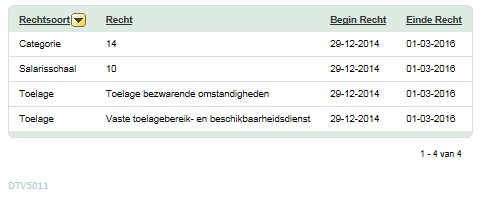 Rechtsoort Recht Begin Recht Einde Recht
Categorie 14 29-12-2014 01-03-2016
Salarisschaal 10 29-12-2014 01-03-2016
Toelage Toelage bezwarende omstandigheden 29-12-2014 01-03-2016
Toelage Vaste toelagebereik- en beschikbaarheidsdienst 29-12-2014 01-03-2016
1 - 4 van 4
DTV5011